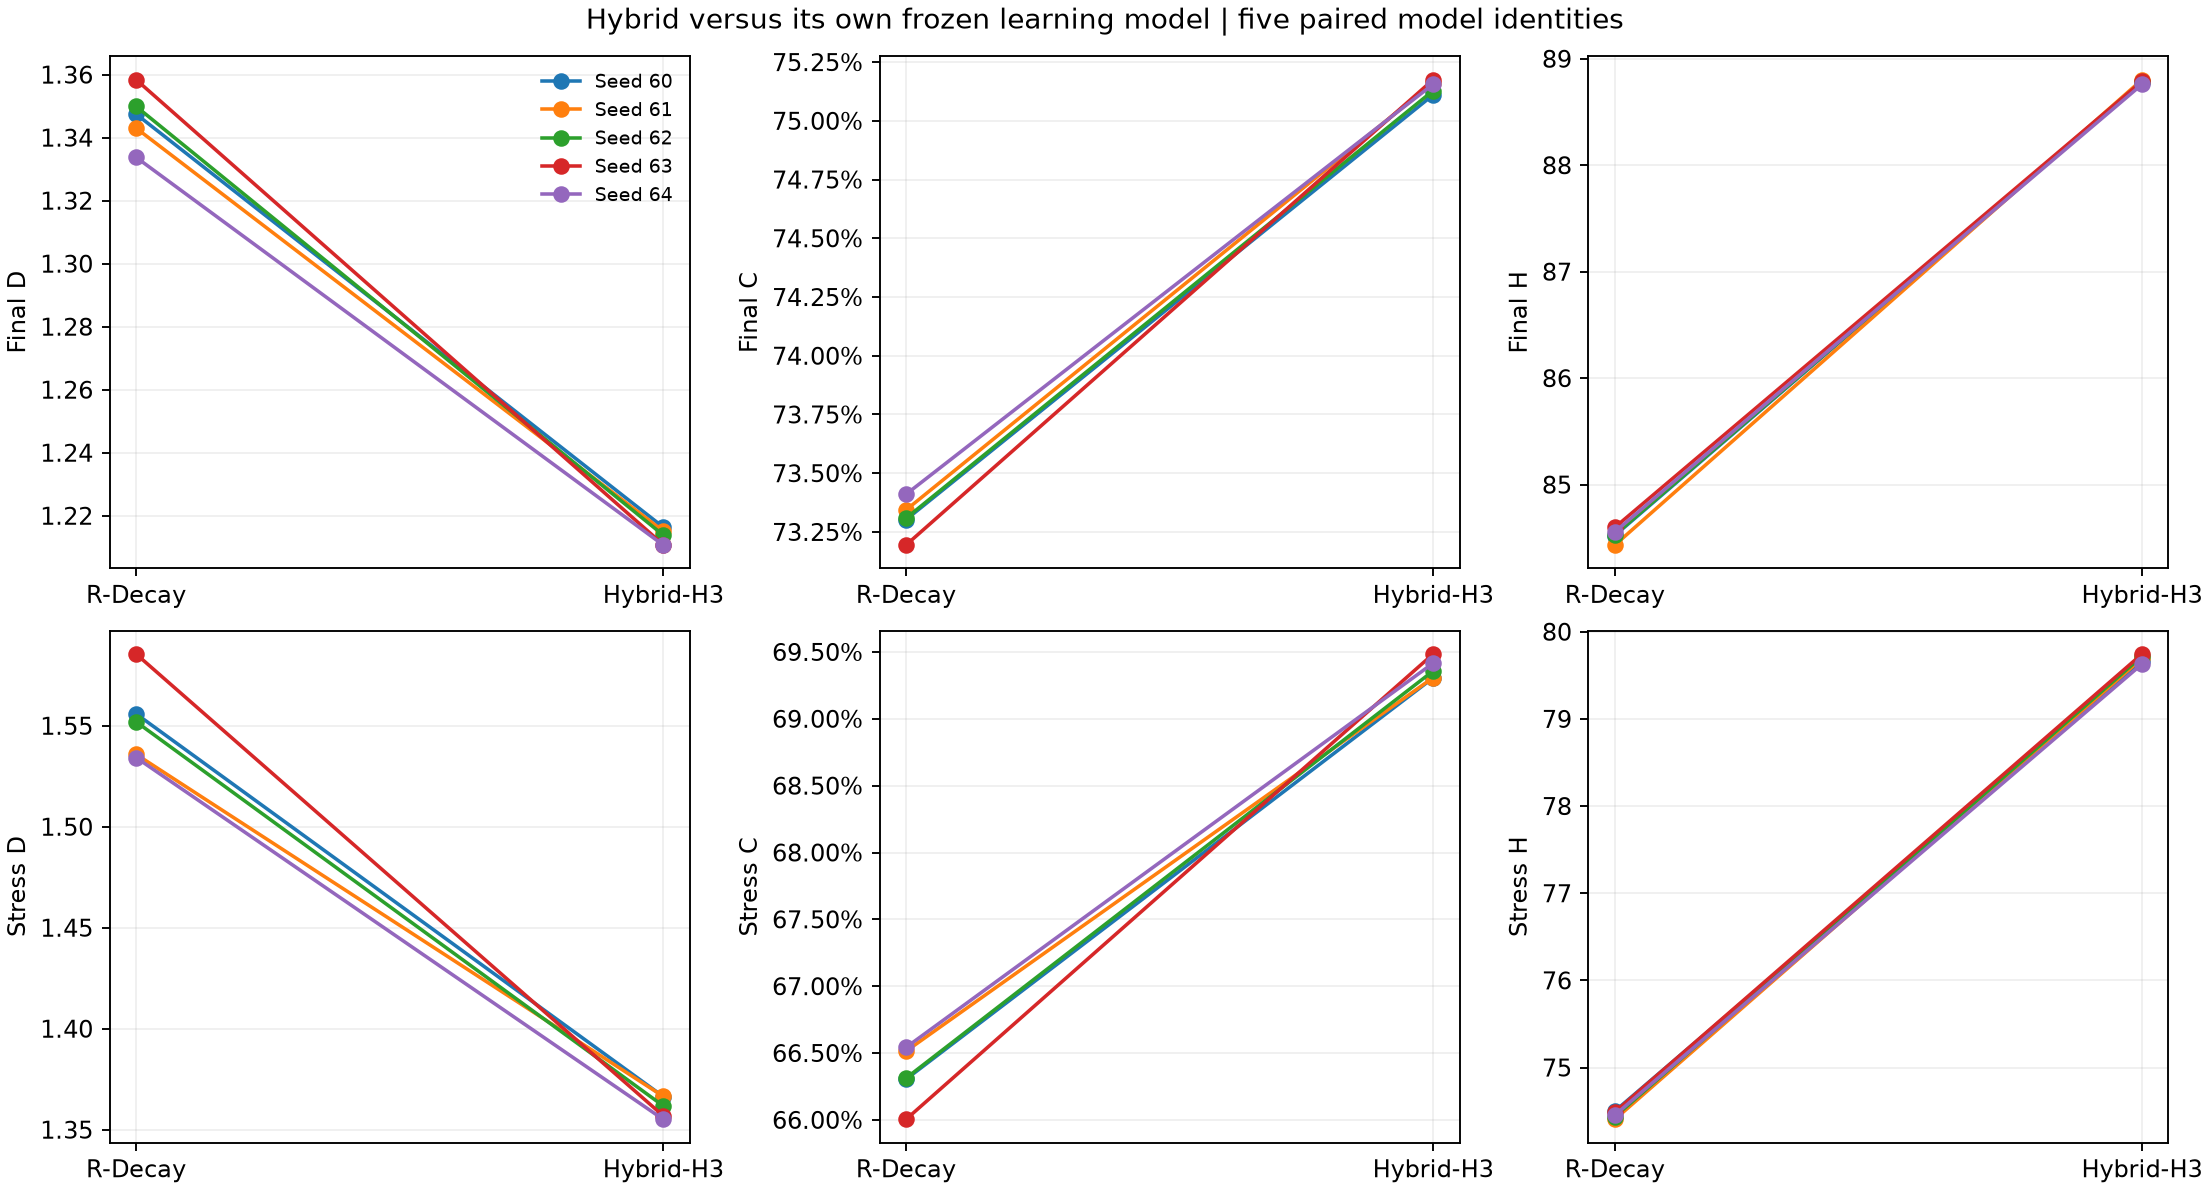 Hybrid versus its own frozen learning model | five paired model identities
Final D
1.36
1.34
1.32
1.30
1.28
1.26
1.24
1.22
Seed 60
Seed 61
Seed 62
Seed 63
Seed 64
R-Decay
Hybrid-H3
Final C
75.25%
75.00%
74.75%
74.50%
74.25%
74.00%
73.75%
73.50%
73.25%
R-Decay
Hybrid-H3
Final H
89
88
87
86
85
R-Decay
Hybrid-H3
Stress D
1.55
1.50
1.45
1.40
1.35
R-Decay
Hybrid-H3
Stress C
69.50%
69.00%
68.50%
68.00%
67.50%
67.00%
66.50%
66.00%
R-Decay
Hybrid-H3
Stress H
80
79
78
77
76
75
R-Decay
Hybrid-H3